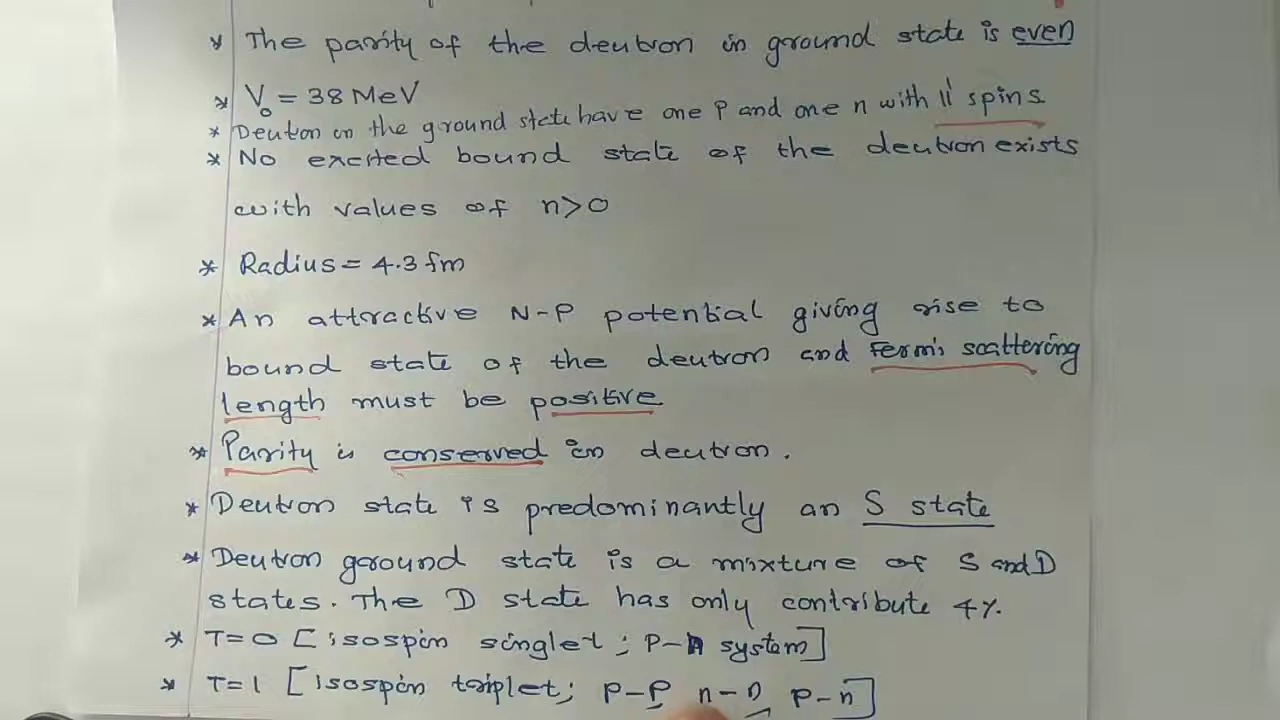 * The parity of the deutron in ground state is even
* V₀ = 38 MeV
* Deutron in the ground state have one P and one n with 11 spins.
* No excited bound state of the deutron exists
with values of n>0
* Radius = 4.3 fm
* An attractive N-P potential giving rise to
bound state of the deutron and Fermi's scattering
length must be positive
* Parity is conserved in deutron.
* Deutron state is predominantly an S state
* Deutron ground state is a mixture of S and D
states. The D state has only contribute 4%.
* T=0 [isospin singlet; P-n system]
* T=1 [isospin triplet; P-P n-n P-n]